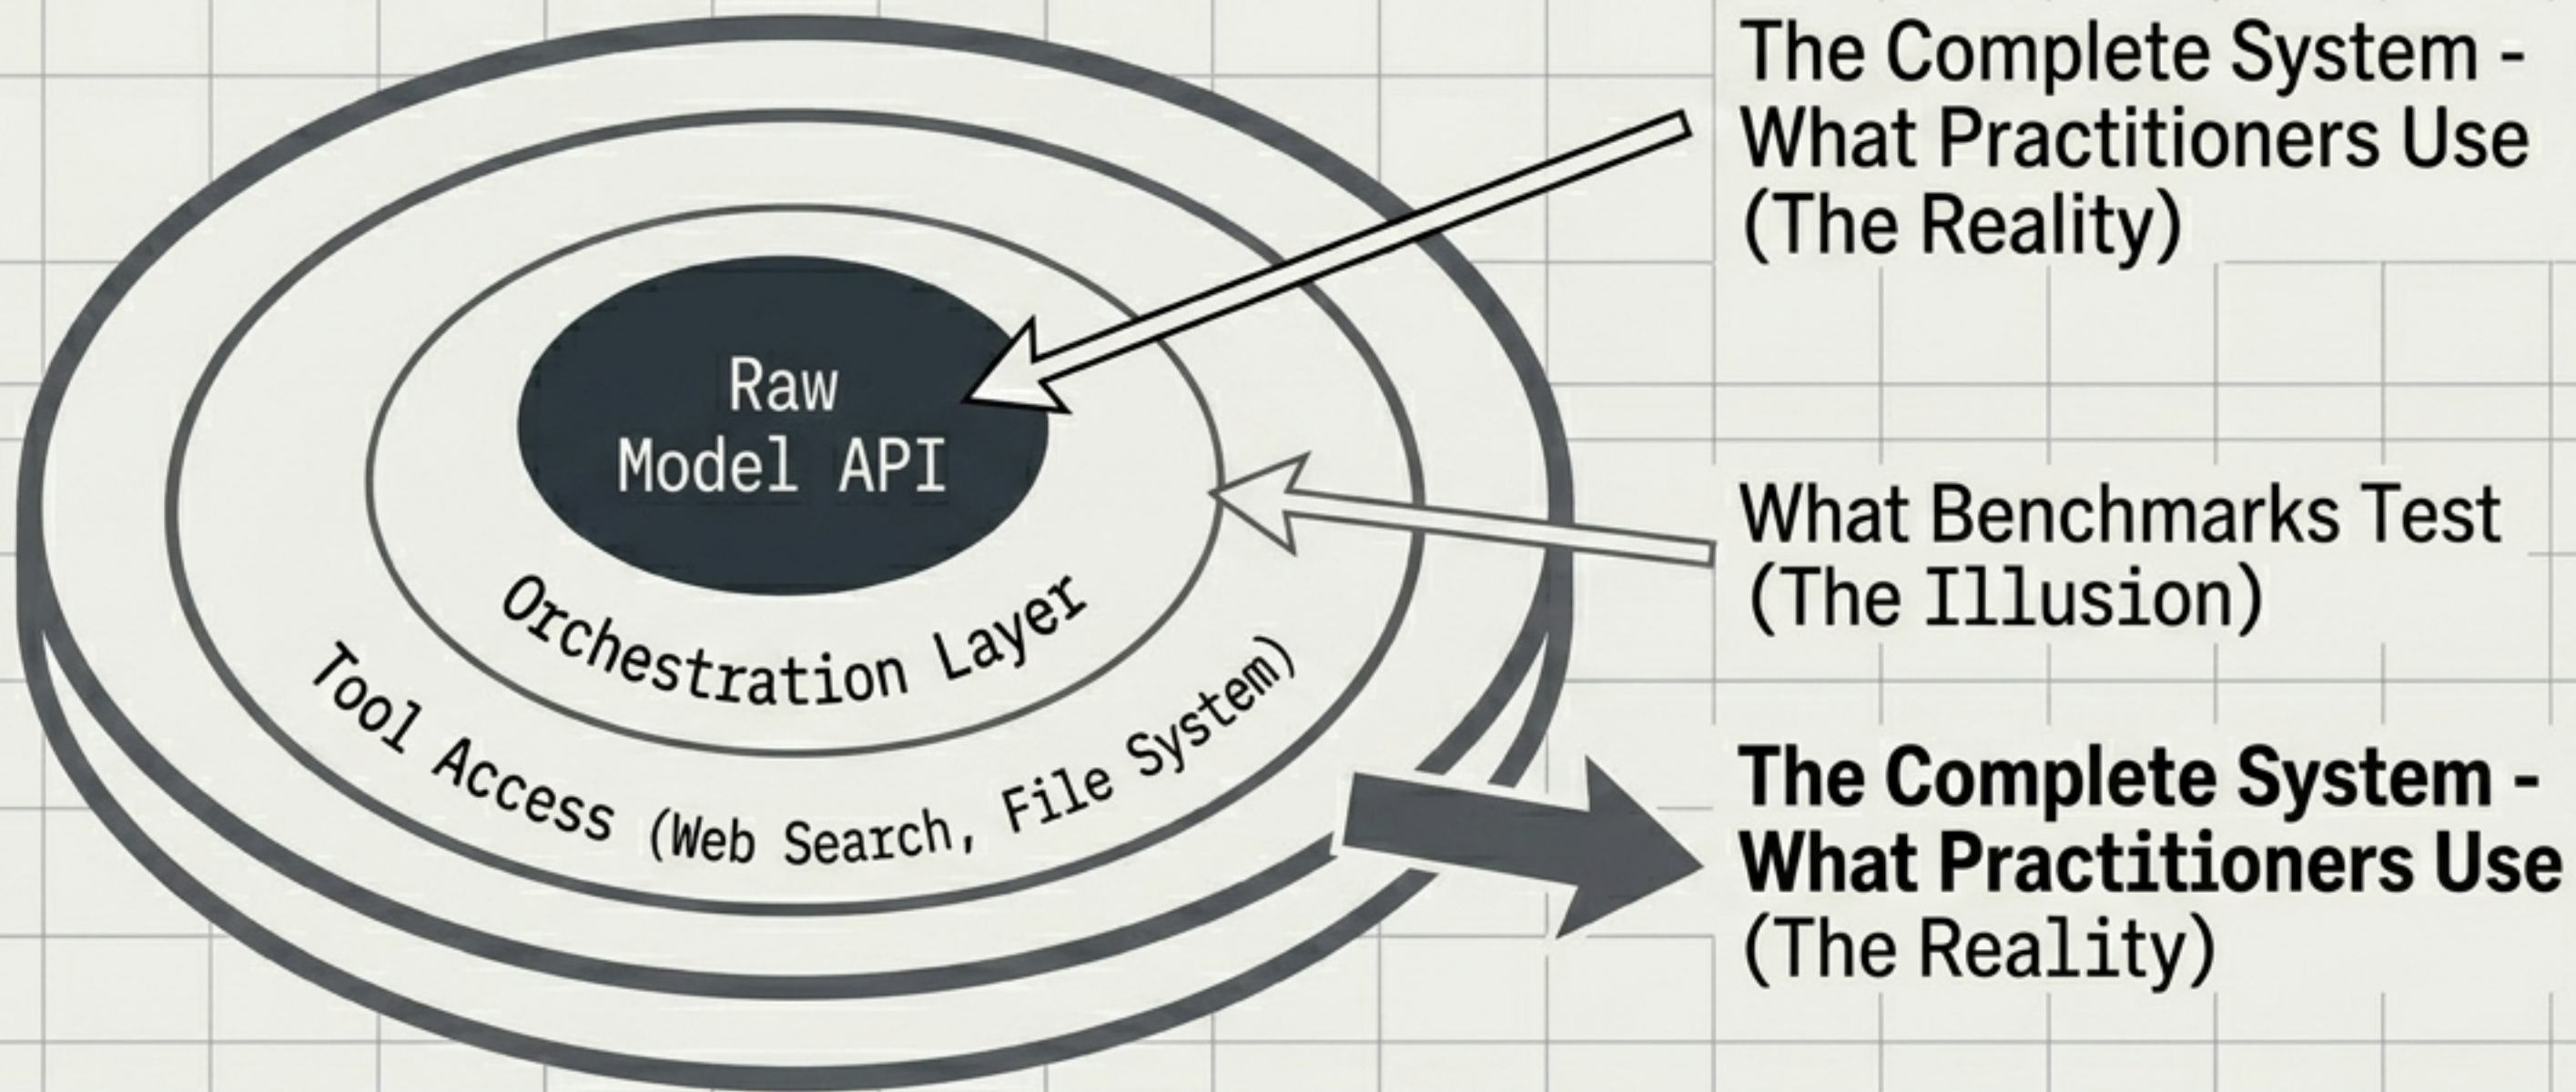 Raw
Model API
Orchestration Layer
Tool Access (Web Search, File System)
The Complete System -
What Practitioners Use
(The Reality)
What Benchmarks Test
(The Illusion)
The Complete System -
What Practitioners Use
(The Reality)